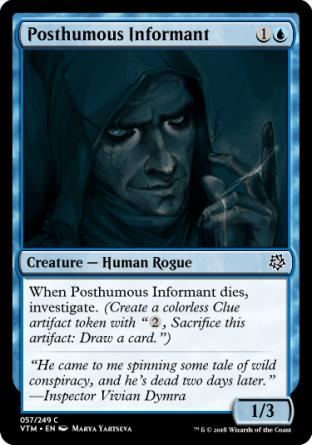 Posthumous Informant 1
Creature — Human Rogue
When Posthumous Informant dies,
investigate. (Create a colorless Clue
artifact token with “2, Sacrifice this
artifact: Draw a card.”)
“He came to me spinning some tale of wild
conspiracy, and he’s dead two days later.”
—Inspector Vivian Dymra
1/3
057/249 C
VTM • EN Marya Yartseva
™ & © 2018 Wizards of the Coast